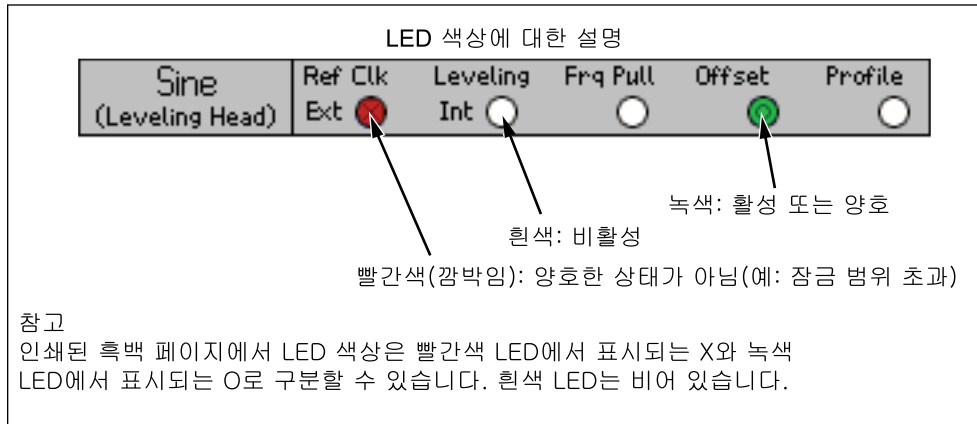 LED 색상에 대한 설명
Sine
(Leveling Head)
Ref Clk
Ext
Leveling
Int
Frq Pull
Offset
Profile
녹색: 활성 또는 양호
흰색: 비활성
빨간색(깜박임): 양호한 상태가 아님(예: 잠금 범위 초과)
참고
인쇄된 흑백 페이지에서 LED 색상은 빨간색 LED에서 표시되는 X와 녹색
LED에서 표시되는 O로 구분할 수 있습니다. 흰색 LED는 비어 있습니다.